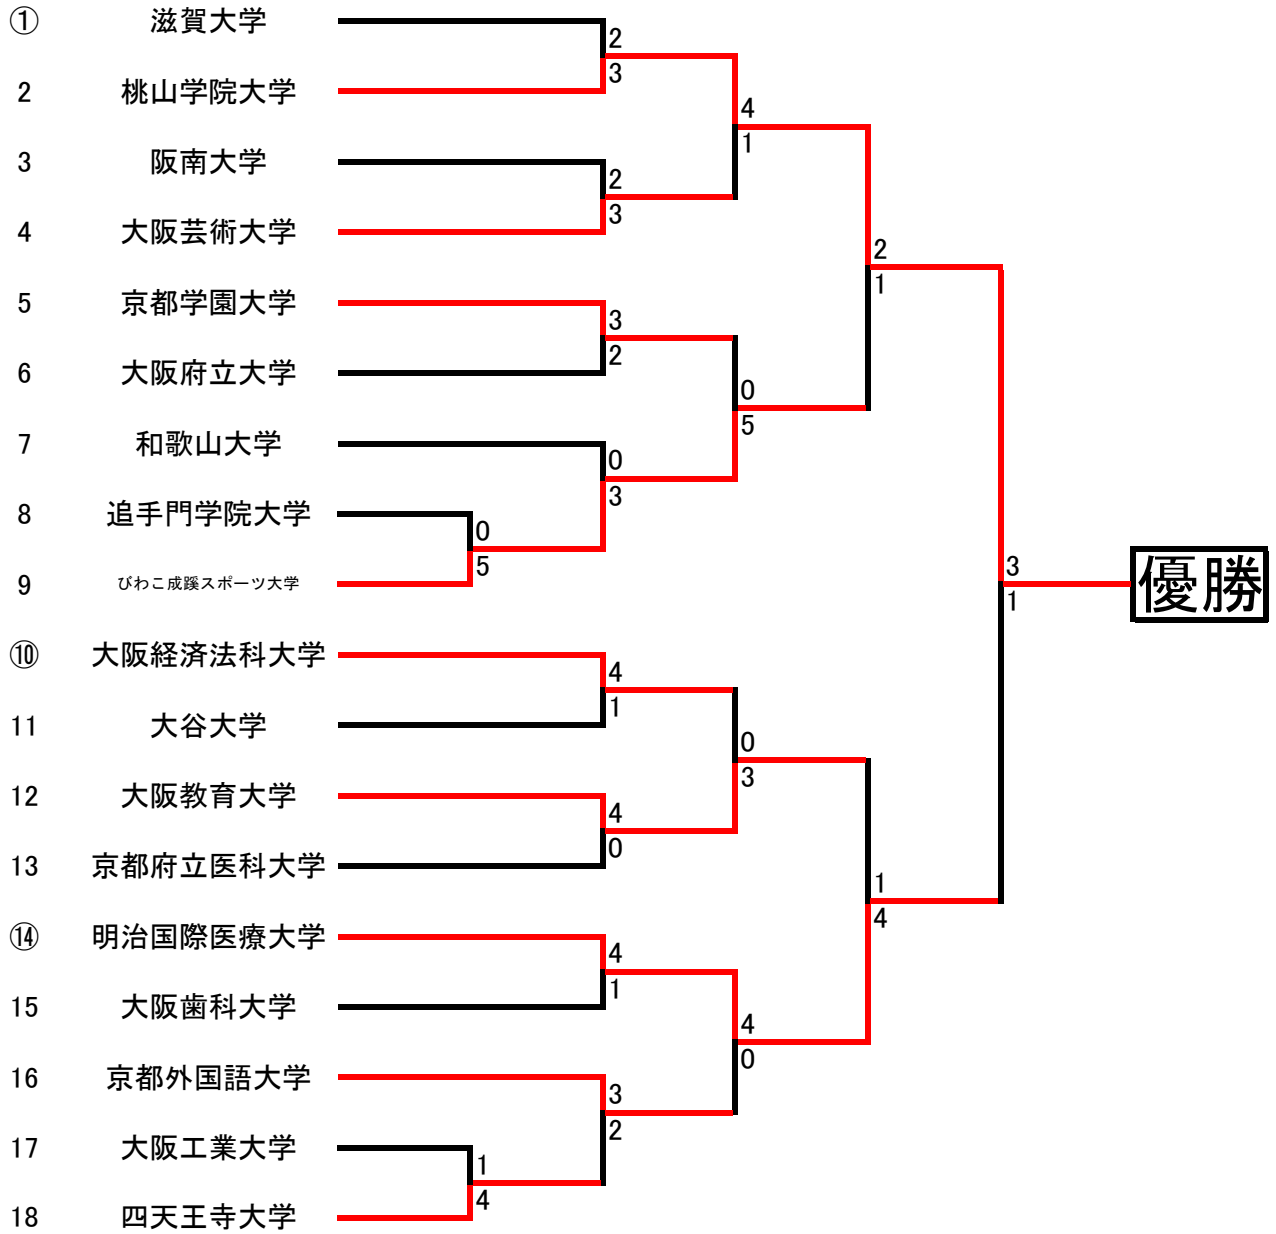 ① 滋賀大学
2
3
2 桃山学院大学
4
1
3 阪南大学
2
3
4 大阪芸術大学
2
1
5 京都学園大学
3
2
6 大阪府立大学
0
5
7 和歌山大学
0
3
8 追手門学院大学
0
5
9 びわこ成蹊スポーツ大学
3
1
優勝
⑩ 大阪経済法科大学
4
1
11 大谷大学
0
3
12 大阪教育大学
4
0
13 京都府立医科大学
1
4
⑭ 明治国際医療大学
4
1
15 大阪歯科大学
4
0
16 京都外国語大学
3
2
17 大阪工業大学
1
4
18 四天王寺大学